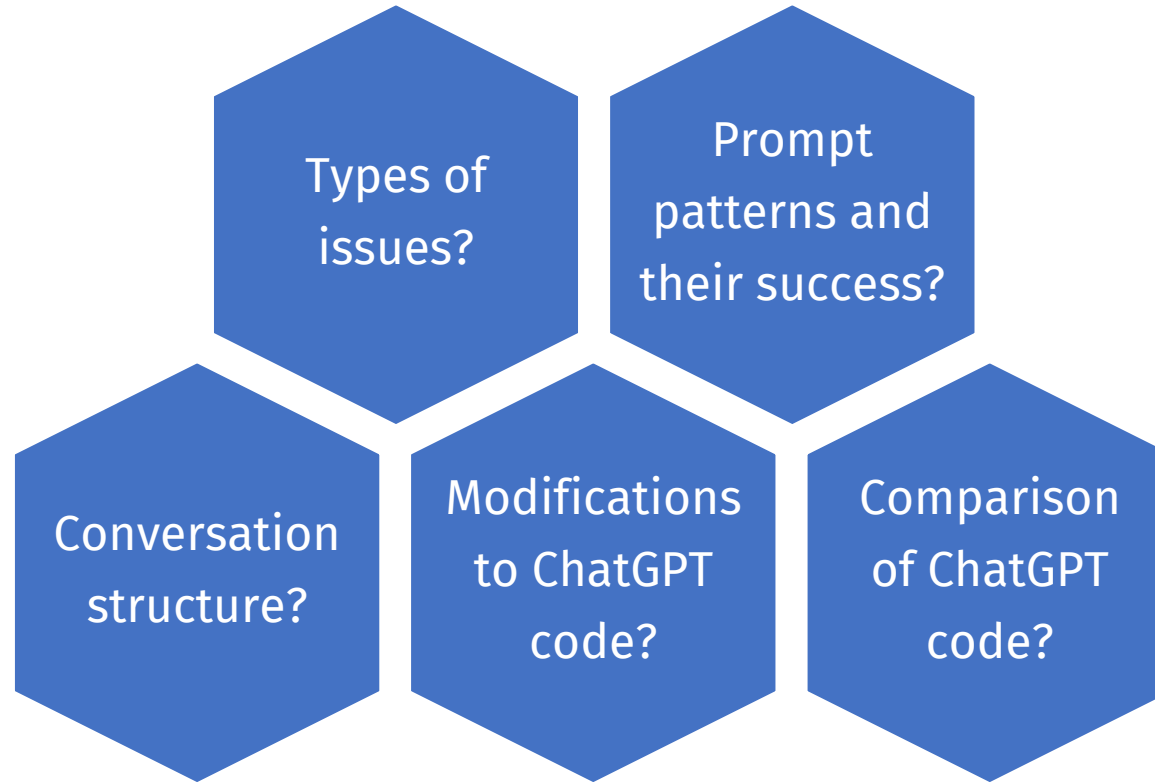 Types of
issues?
Prompt
patterns and
their success?
Conversation
structure?
Modifications
to ChatGPT
code?
Comparison
of ChatGPT
code?